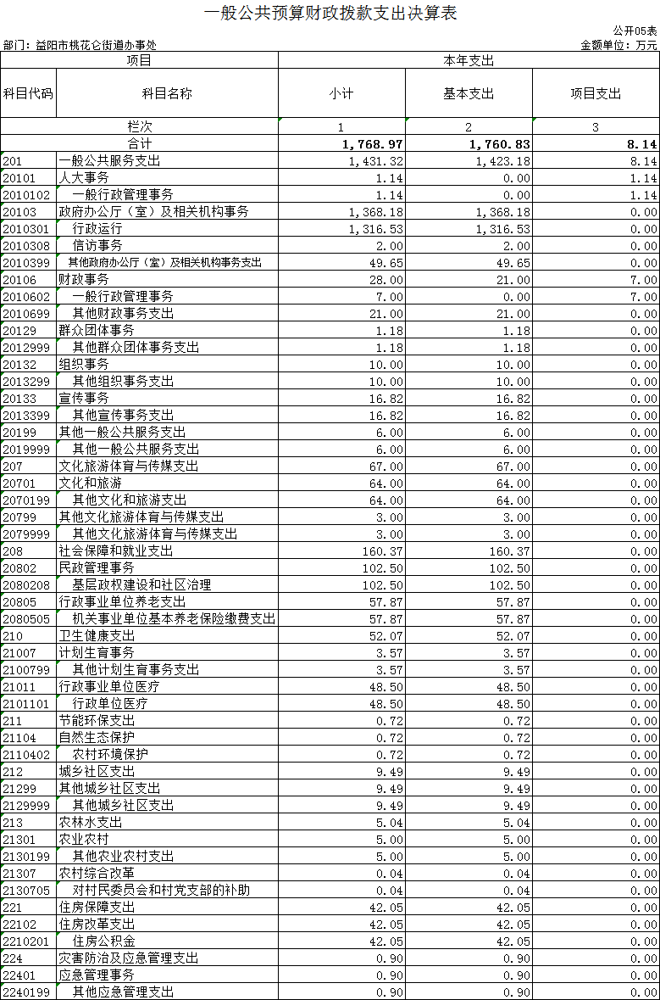 一般公共预算财政拨款支出决算表
公开05表
部门：益阳市桃花仑街道办事处 金额单位：万元
项目 本年支出
科目代码 科目名称 小计 基本支出 项目支出
栏次 1 2 3
合计 1,768.97 1,760.83 8.14
201 一般公共服务支出 1,431.32 1,423.18 8.14
20101 人大事务 1.14 0.00 1.14
2010102 一般行政管理事务 1.14 0.00 1.14
20103 政府办公厅（室）及相关机构事务 1,368.18 1,368.18 0.00
2010301 行政运行 1,316.53 1,316.53 0.00
2010308 信访事务 2.00 2.00 0.00
2010399 其他政府办公厅（室）及相关机构事务支出 49.65 49.65 0.00
20106 财政事务 28.00 21.00 7.00
2010602 一般行政管理事务 7.00 0.00 7.00
2010699 其他财政事务支出 21.00 21.00 0.00
20129 群众团体事务 1.18 1.18 0.00
2012999 其他群众团体事务支出 1.18 1.18 0.00
20132 组织事务 10.00 10.00 0.00
2013299 其他组织事务支出 10.00 10.00 0.00
20133 宣传事务 16.82 16.82 0.00
2013399 其他宣传事务支出 16.82 16.82 0.00
20199 其他一般公共服务支出 6.00 6.00 0.00
2019999 其他一般公共服务支出 6.00 6.00 0.00
207 文化旅游体育与传媒支出 67.00 67.00 0.00
20701 文化和旅游 64.00 64.00 0.00
2070199 其他文化和旅游支出 64.00 64.00 0.00
20799 其他文化旅游体育与传媒支出 3.00 3.00 0.00
2079999 其他文化旅游体育与传媒支出 3.00 3.00 0.00
208 社会保障和就业支出 160.37 160.37 0.00
20802 民政管理事务 102.50 102.50 0.00
2080208 基层政权建设和社区治理 102.50 102.50 0.00
20805 行政事业单位养老支出 57.87 57.87 0.00
2080505 机关事业单位基本养老保险缴费支出 57.87 57.87 0.00
210 卫生健康支出 52.07 52.07 0.00
21007 计划生育事务 3.57 3.57 0.00
2100799 其他计划生育事务支出 3.57 3.57 0.00
21011 行政事业单位医疗 48.50 48.50 0.00
2101101 行政单位医疗 48.50 48.50 0.00
211 节能环保支出 0.72 0.72 0.00
21104 自然生态保护 0.72 0.72 0.00
2110402 农村环境保护 0.72 0.72 0.00
212 城乡社区支出 9.49 9.49 0.00
21299 其他城乡社区支出 9.49 9.49 0.00
2129999 其他城乡社区支出 9.49 9.49 0.00
213 农林水支出 5.04 5.04 0.00
21301 农业农村 5.00 5.00 0.00
2130199 其他农业农村支出 5.00 5.00 0.00
21307 农村综合改革 0.04 0.04 0.00
2130705 对村民委员会和村党支部的补助 0.04 0.04 0.00
221 住房保障支出 42.05 42.05 0.00
22102 住房改革支出 42.05 42.05 0.00
2210201 住房公积金 42.05 42.05 0.00
224 灾害防治及应急管理支出 0.90 0.90 0.00
22401 应急管理事务 0.90 0.90 0.00
2240199 其他应急管理支出 0.90 0.90 0.00